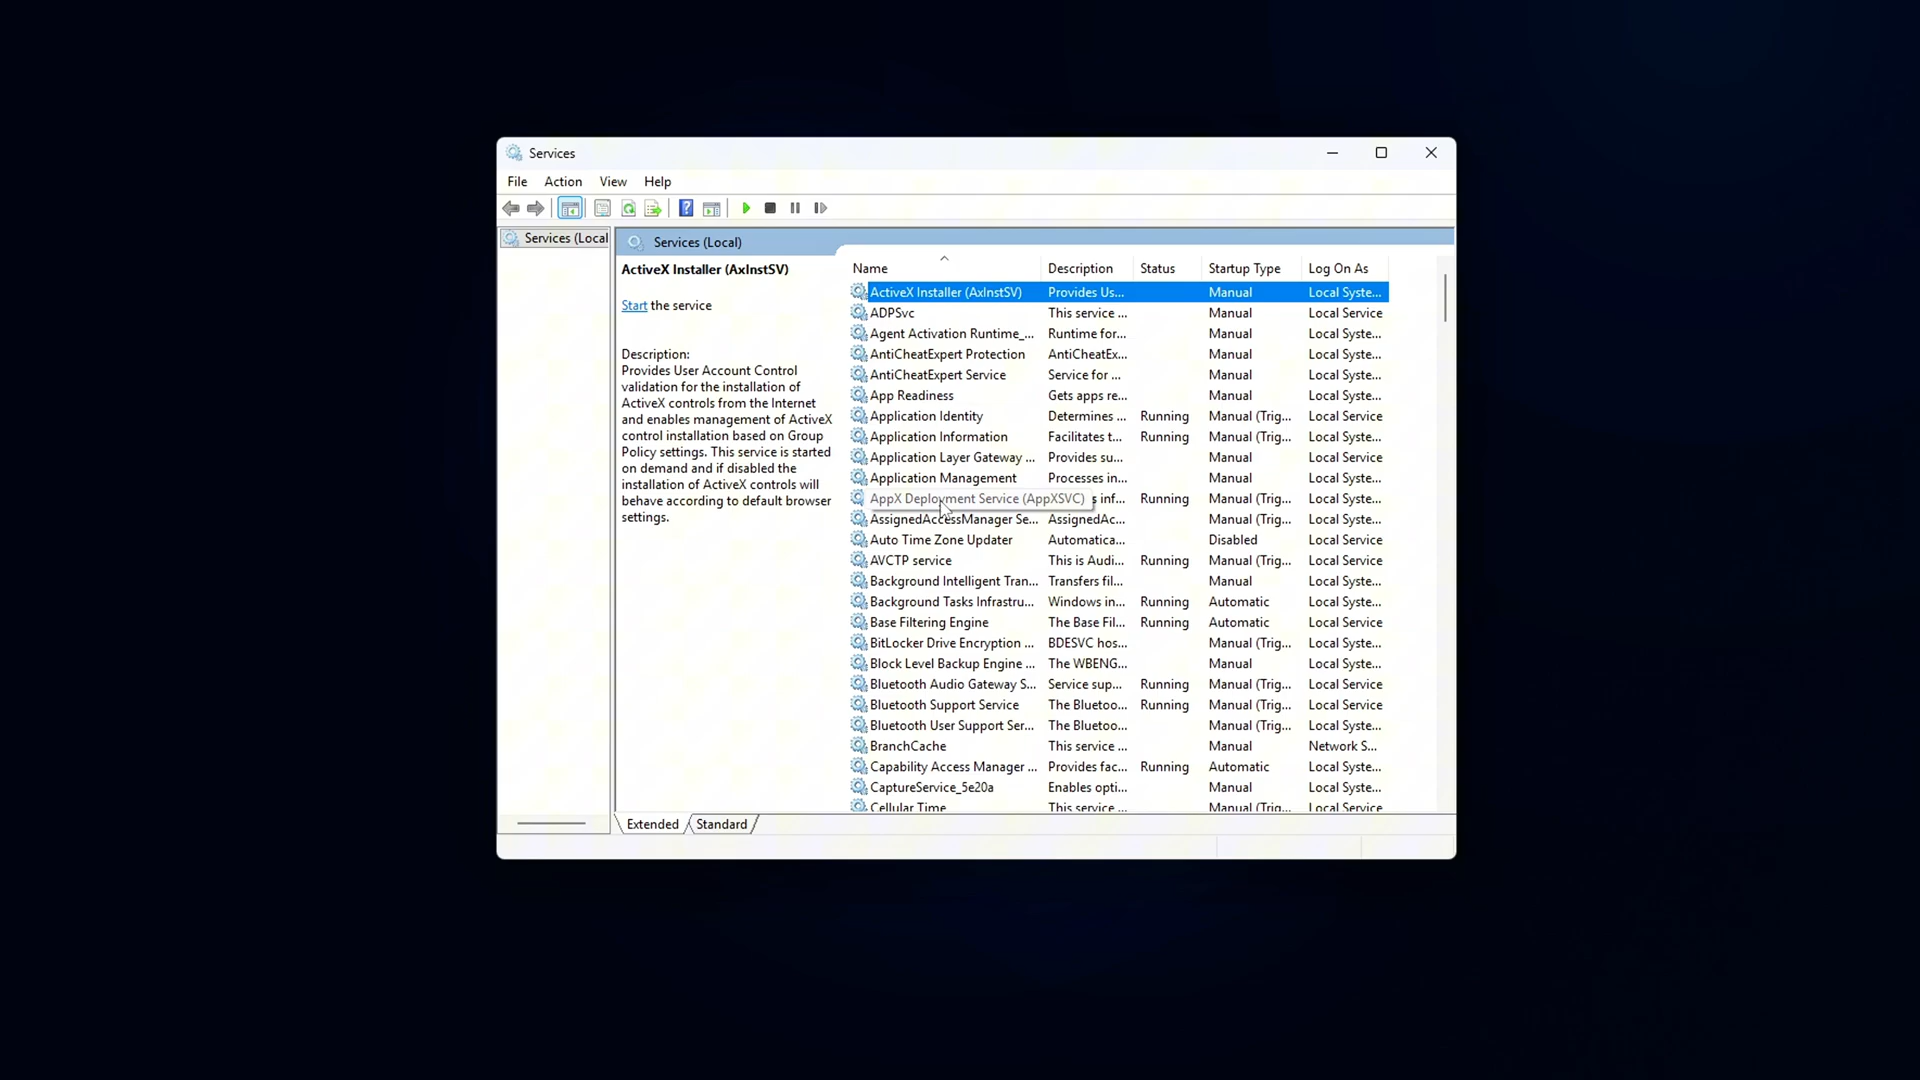 Services
File Action View Help
Services (Local
Services (Local)
ActiveX Installer (AxInstSV)
Start the service
Description:
Provides User Account Control
validation for the installation of
ActiveX controls from the Internet
and enables management of ActiveX
control installation based on Group
Policy settings. This service is started
on demand and if disabled the
installation of ActiveX controls will
behave according to default browser
settings.
Name Description Status Startup Type Log On As
ActiveX Installer (AxInstSV) Provides Us... Manual Local Syste...
ADPSvc This service ... Manual Local Service
Agent Activation Runtime_... Runtime for... Manual Local Syste...
AntiCheatExpert Protection AntiCheatEx... Manual Local Syste...
AntiCheatExpert Service Service for ... Manual Local Syste...
App Readiness Gets apps re... Manual Local Syste...
Application Identity Determines ... Running Manual (Trig... Local Service
Application Information Facilitates t... Running Manual (Trig... Local Syste...
Application Layer Gateway ... Provides su... Manual Local Service
Application Management Processes in... Manual Local Syste...
AppX Deployment Service (AppXSVC) s inf... Running Manual (Trig... Local Syste...
AssignedAccessManager Se... AssignedAc... Manual (Trig... Local Syste...
Auto Time Zone Updater Automatica... Disabled Local Service
AVCTP service This is Audi... Running Manual (Trig... Local Service
Background Intelligent Tran... Transfers fil... Manual Local Syste...
Background Tasks Infrastru... Windows in... Running Automatic Local Syste...
Base Filtering Engine The Base Fil... Running Automatic Local Service
BitLocker Drive Encryption ... BDESVC hos... Manual (Trig... Local Syste...
Block Level Backup Engine ... The WBENG... Manual Local Syste...
Bluetooth Audio Gateway S... Service sup... Running Manual (Trig... Local Service
Bluetooth Support Service The Bluetoo... Running Manual (Trig... Local Service
Bluetooth User Support Ser... The Bluetoo... Manual (Trig... Local Syste...
BranchCache This service ... Manual Network S...
Capability Access Manager ... Provides fac... Running Automatic Local Syste...
CaptureService_5e20a Enables opti... Manual Local Syste...
Cellular Time This service ... Manual (Trig... Local Service
Extended Standard